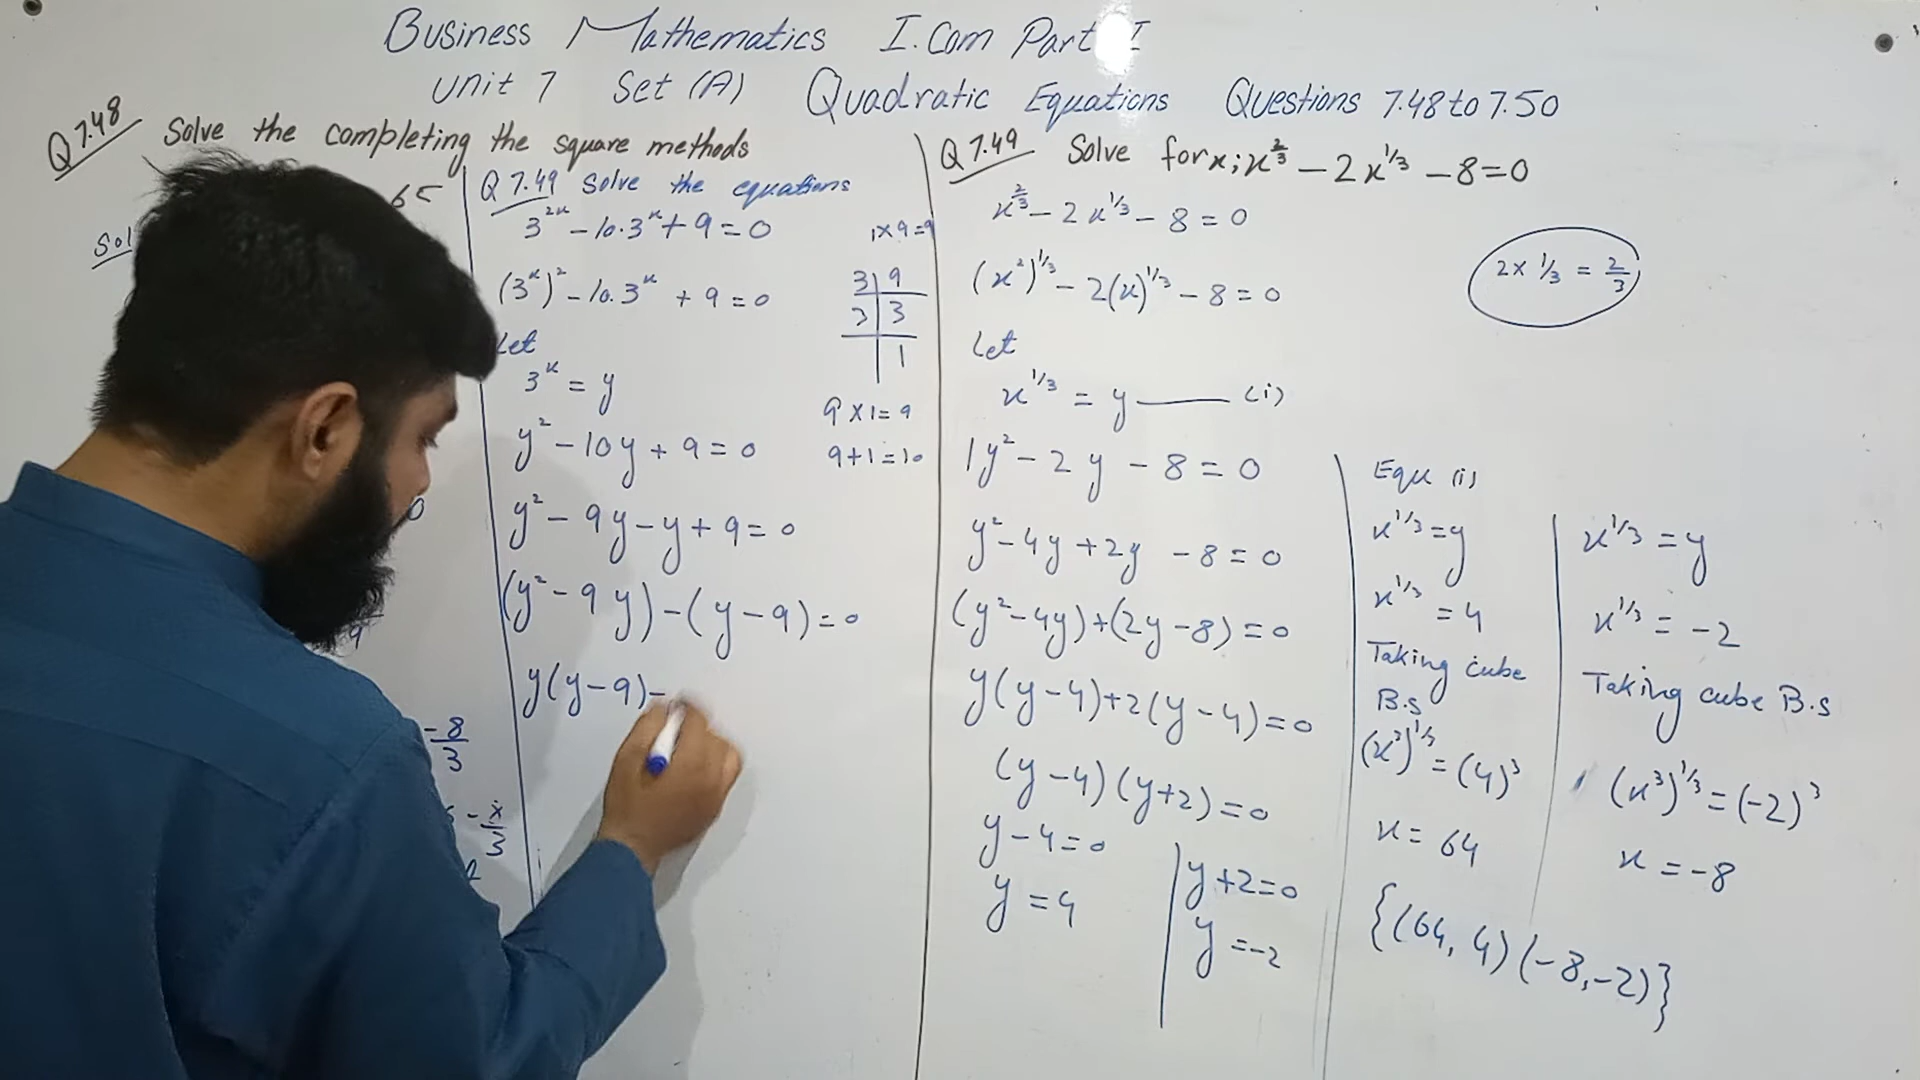 Business Mathematics I.Com Part I
Unit 7 Set (A) Quadratic Equations Questions 7.48 to 7.50
Q 7.48 Solve the completing the square methods
65
Sol
0
9
-8/3
- x/3
Q 7.49 Solve the equations
3^2x - 10.3^x + 9 = 0
1 x 9 = 9
(3^x)^2 - 10.3^x + 9 = 0
3 | 9
3 | 3
| 1
Let
3^x = y
9 x 1 = 9
y^2 - 10y + 9 = 0
9 + 1 = 10
y^2 - 9y - y + 9 = 0
(y^2 - 9y) - (y - 9) = 0
y(y - 9) -
Q 7.49 Solve for x; x^2/3 - 2x^1/3 - 8 = 0
x^2/3 - 2x^1/3 - 8 = 0
2 x 1/3 = 2/3
(x^2)^1/3 - 2(x)^1/3 - 8 = 0
Let
x^1/3 = y —— (i)
1y^2 - 2y - 8 = 0
y^2 - 4y + 2y - 8 = 0
(y^2 - 4y) + (2y - 8) = 0
y(y - 4) + 2(y - 4) = 0
(y - 4)(y + 2) = 0
y - 4 = 0
y = 4
y + 2 = 0
y = -2
Equ (i)
x^1/3 = y
x^1/3 = 4
Taking cube
B.s
(x^3)^1/3 = (4)^3
x = 64
x^1/3 = y
x^1/3 = -2
Taking cube B.s
(x^3)^1/3 = (-2)^3
x = -8
{(64, 4) (-8, -2)}